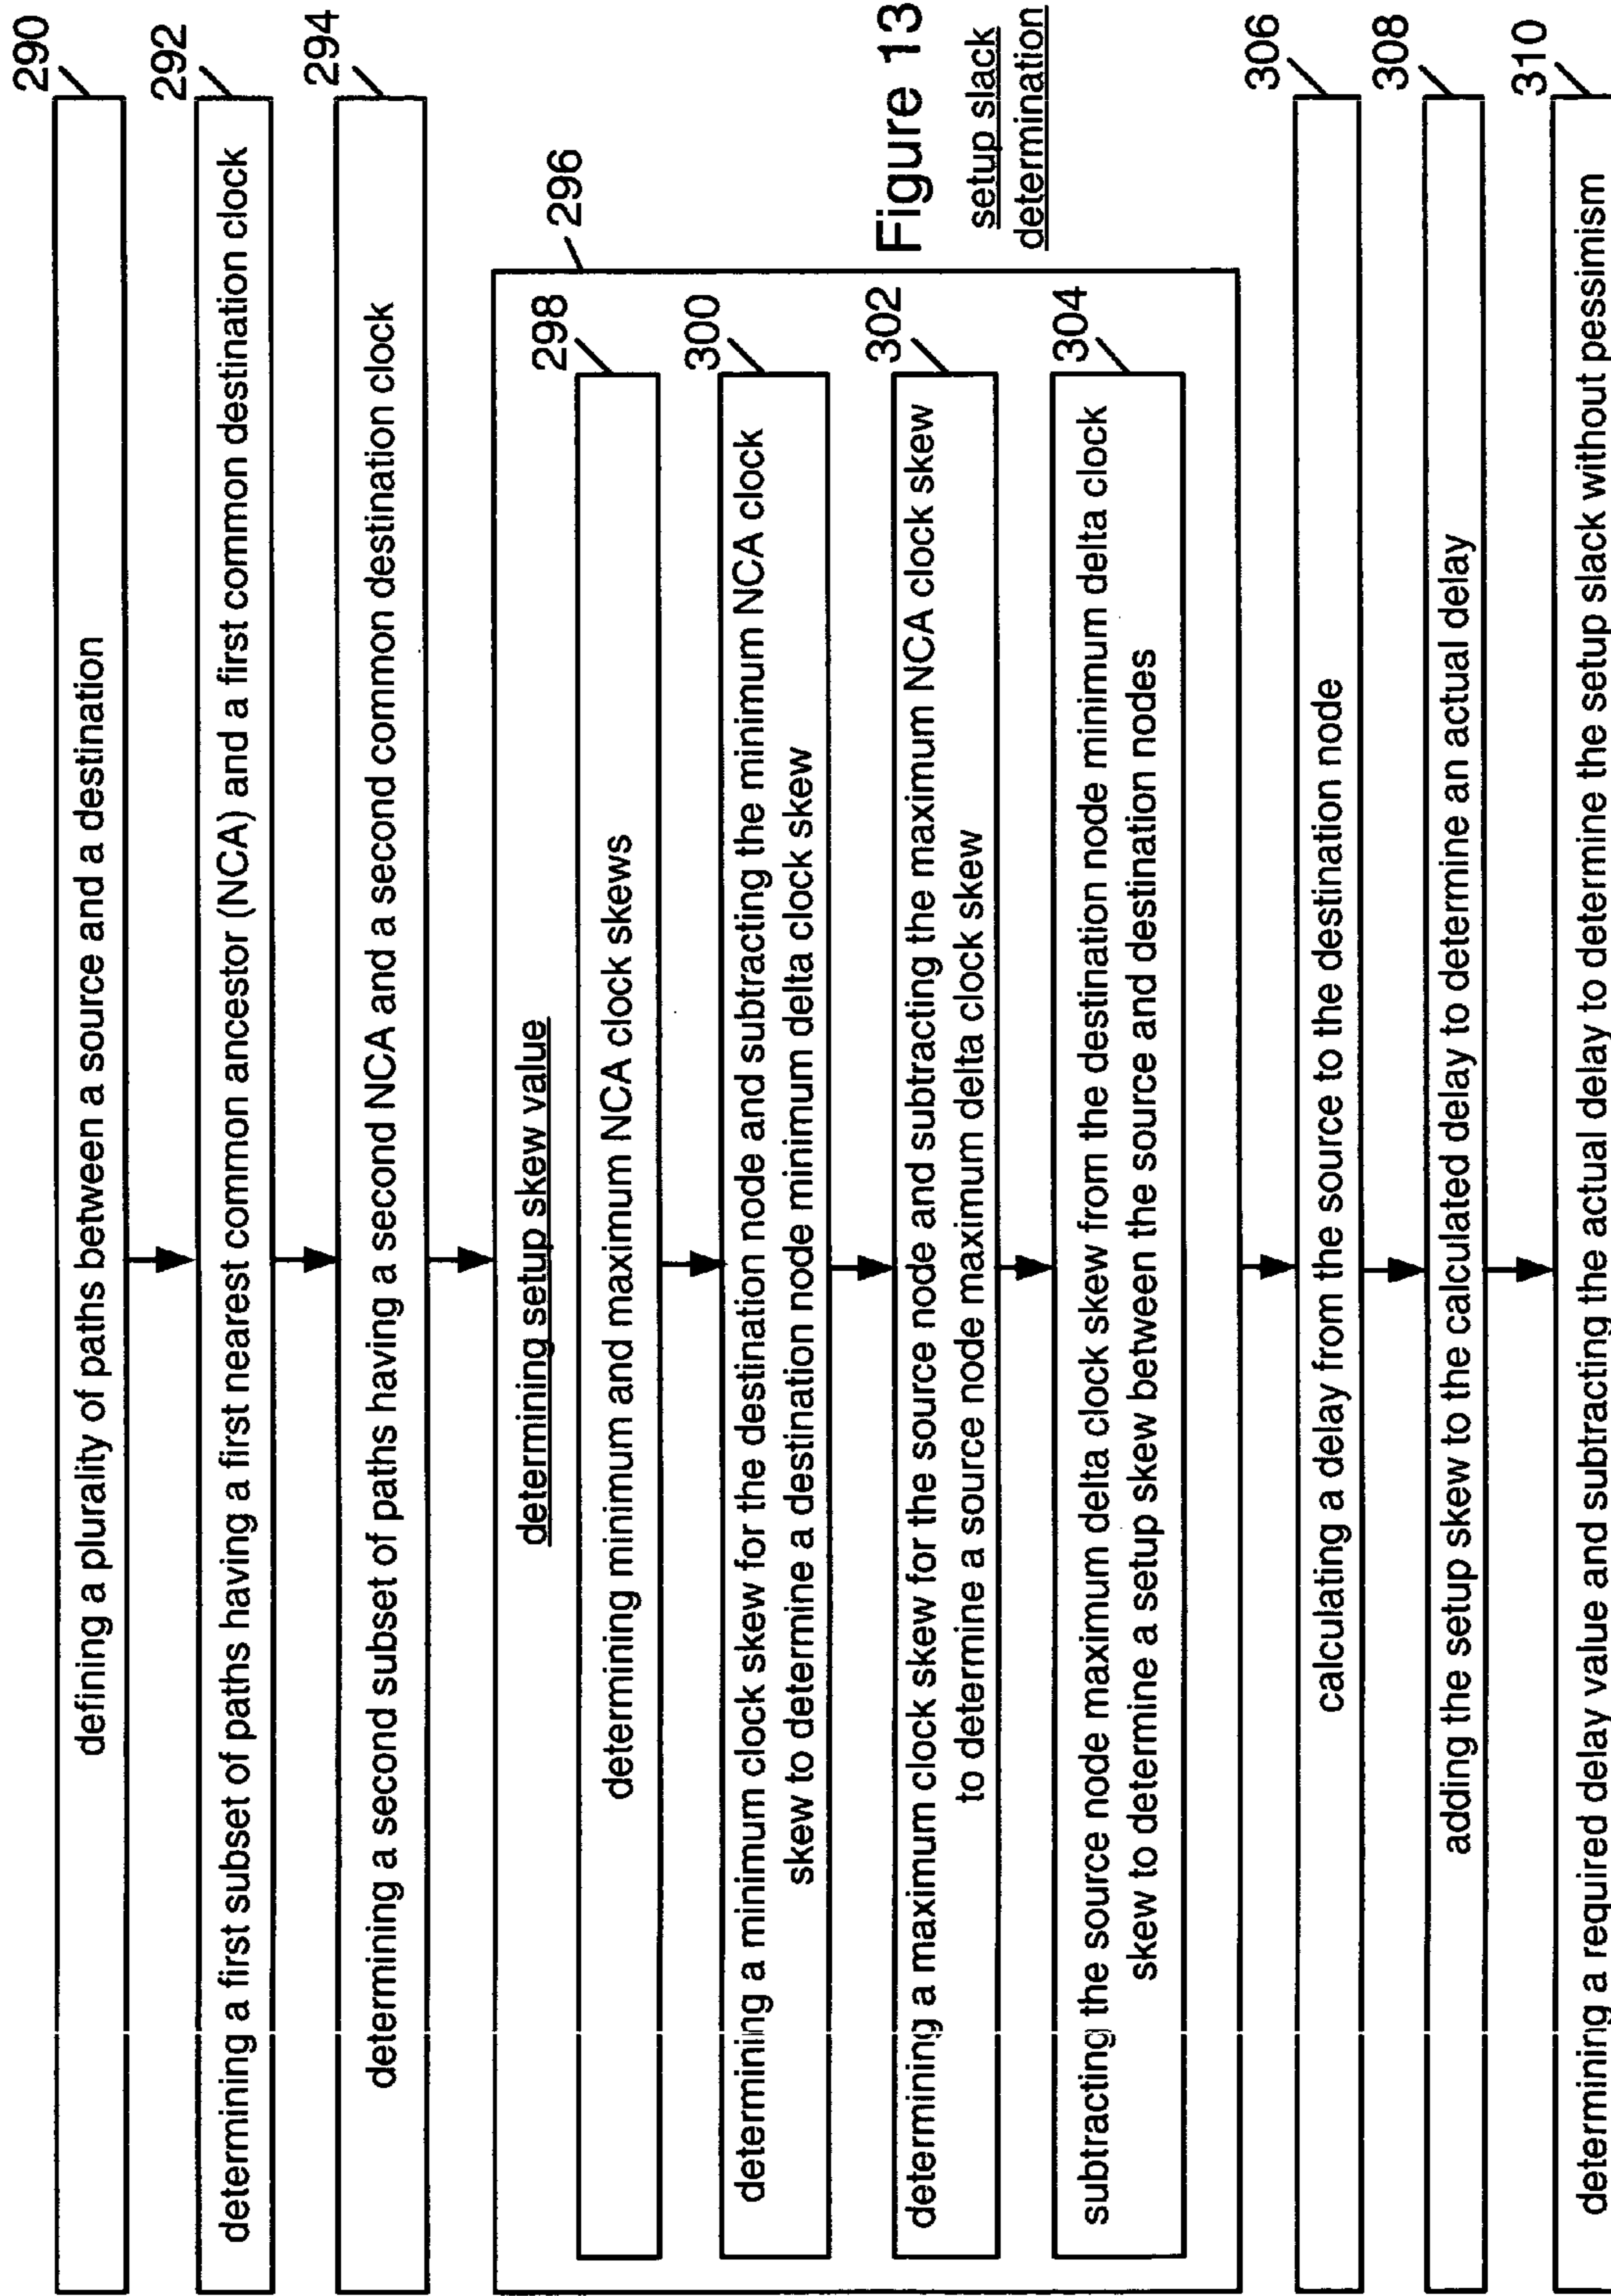 290
defining a plurality of paths between a source and a destination
292
determining a first subset of paths having a first nearest common ancestor (NCA) and a first common destination clock
294
determining a second subset of paths having a second NCA and a second common destination clock
296
determining setup skew value
298
determining minimum and maximum NCA clock skews
300
determining a minimum clock skew for the destination node and subtracting the minimum NCA clock
skew to determine a destination node minimum delta clock skew
302
determining a maximum clock skew for the source node and subtracting the maximum NCA clock skew
to determine a source node maximum delta clock skew
304
subtracting the source node maximum delta clock skew from the destination node minimum delta clock
skew to determine a setup skew between the source and destination nodes
Figure 13
setup slack
determination
306
calculating a delay from the source to the destination node
308
adding the setup skew to the calculated delay to determine an actual delay
310
determining a required delay value and subtracting the actual delay to determine the setup slack without pessimism